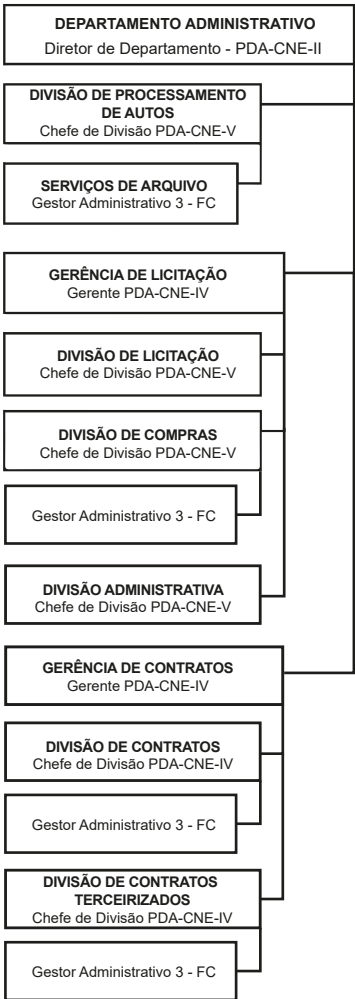 DEPARTAMENTO ADMINISTRATIVO
Diretor de Departamento - PDA-CNE-II
DIVISÃO DE PROCESSAMENTO
DE AUTOS
Chefe de Divisão PDA-CNE-V
SERVIÇOS DE ARQUIVO
Gestor Administrativo 3 - FC
GERÊNCIA DE LICITAÇÃO
Gerente PDA-CNE-IV
DIVISÃO DE LICITAÇÃO
Chefe de Divisão PDA-CNE-V
DIVISÃO DE COMPRAS
Chefe de Divisão PDA-CNE-V
Gestor Administrativo 3 - FC
DIVISÃO ADMINISTRATIVA
Chefe de Divisão PDA-CNE-V
GERÊNCIA DE CONTRATOS
Gerente PDA-CNE-IV
DIVISÃO DE CONTRATOS
Chefe de Divisão PDA-CNE-IV
Gestor Administrativo 3 - FC
DIVISÃO DE CONTRATOS
TERCEIRIZADOS
Chefe de Divisão PDA-CNE-IV
Gestor Administrativo 3 - FC